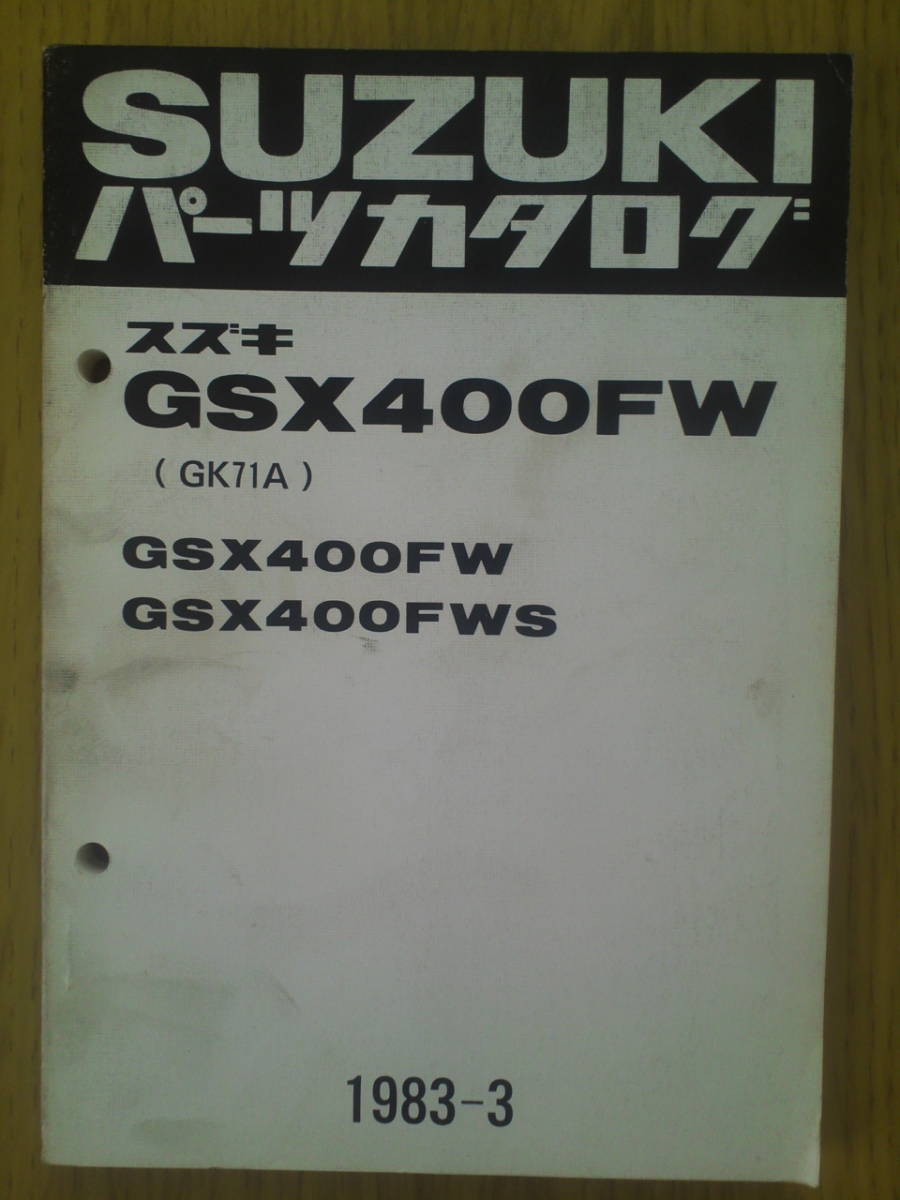 SUZUKI
パーツカタログ
スズキ
GSX400FW
( GK71A )
GSX400FW
GSX400FWS
1983-3